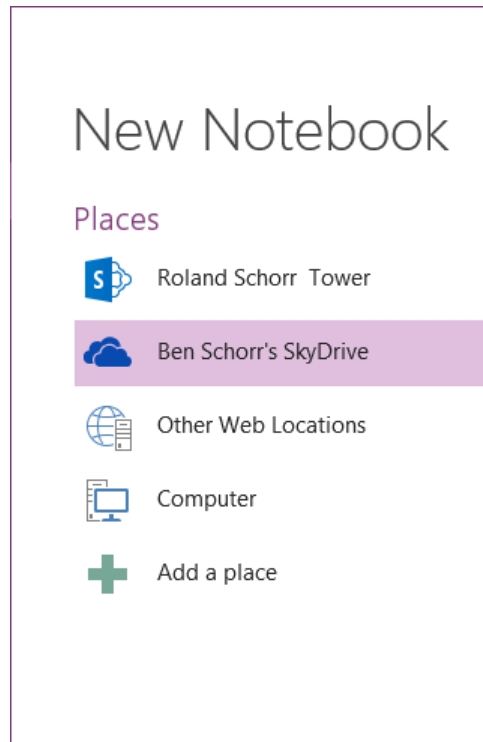 New Notebook
Places
Roland Schorr  Tower
Ben Schorr's SkyDrive
Other Web Locations
Computer
Add a place